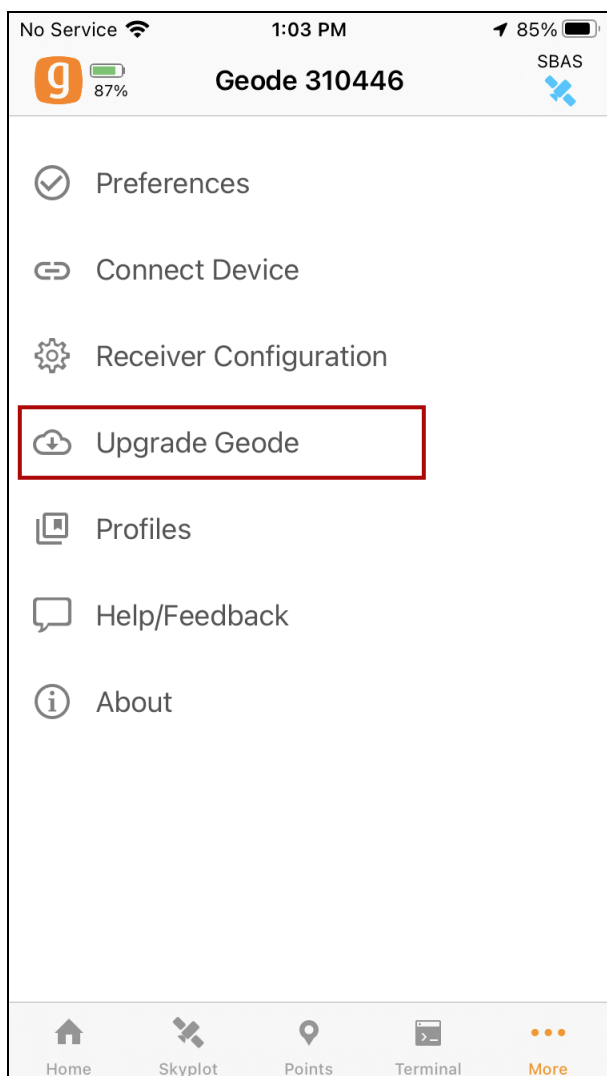 No Service 1:03 PM 85%
g 87% Geode 310446 SBAS
Preferences
Connect Device
Receiver Configuration
Upgrade Geode
Profiles
Help/Feedback
About
Home Skyplot Points Terminal More